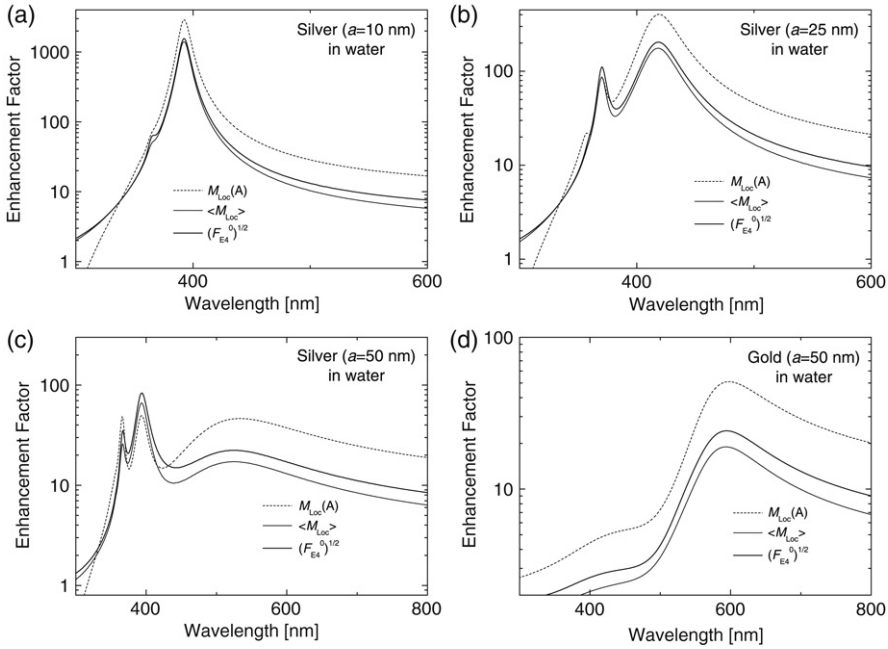 (a)
Silver (a=10 nm)
in water
Enhancement Factor
1000
100
10
1
M_Loc(A)
<M_Loc>
(F_E4^0)^1/2
400
600
Wavelength [nm]
(b)
Silver (a=25 nm)
in water
Enhancement Factor
100
10
1
M_Loc(A)
<M_Loc>
(F_E4^0)^1/2
400
600
Wavelength [nm]
(c)
Silver (a=50 nm)
in water
Enhancement Factor
100
10
1
M_Loc(A)
<M_Loc>
(F_E4^0)^1/2
400
600
800
Wavelength [nm]
(d)
Gold (a=50 nm)
in water
Enhancement Factor
100
10
M_Loc(A)
<M_Loc>
(F_E4^0)^1/2
400
600
800
Wavelength [nm]